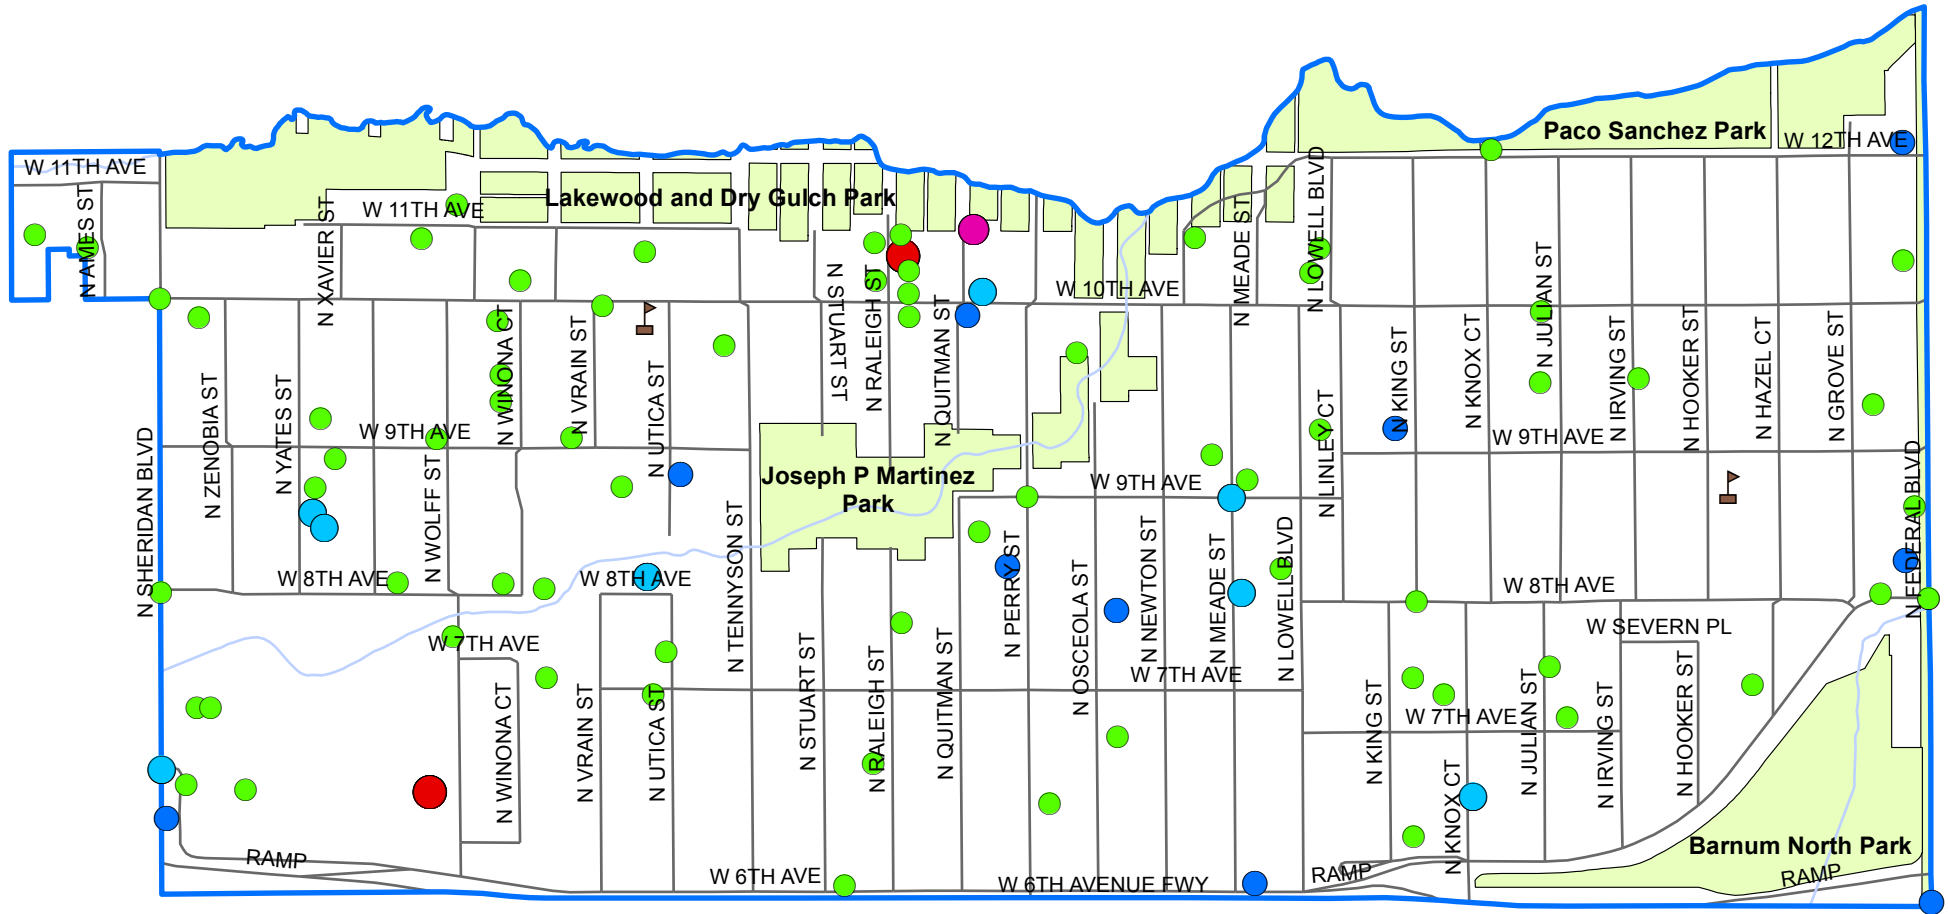 Paco Sanchez Park
W 12TH AVE
W 11TH AVE
Lakewood and Dry Gulch Park
W 11TH AVE
N AMES ST
N XAVIER ST
N STUART ST
N RALEIGH ST
N QUITMAN ST
W 10TH AVE
N MEADE ST
N LOWELL BLVD
N JULIAN ST
N ZENOBIA ST
N YATES ST
N WINONA CT
N VRAIN ST
N UTICA ST
N KING ST
N KNOX CT
N IRVING ST
N HOOKER ST
N HAZEL CT
N GROVE ST
W 9TH AVE
W 9TH AVE
N SHERIDAN BLVD
N WOLFF ST
Joseph P Martinez
Park
W 9TH AVE
N LINLEY CT
N FEDERAL BLVD
N TENNYSON ST
W 8TH AVE
W 8TH AVE
N PERRY ST
N OSCEOLA ST
N NEWTON ST
N MEADE ST
N LOWELL BLVD
W 8TH AVE
W SEVERN PL
W 7TH AVE
W 7TH AVE
W 7TH AVE
N WINONA CT
N VRAIN ST
N UTICA ST
N STUART ST
N RALEIGH ST
N QUITMAN ST
N KING ST
N KNOX CT
N JULIAN ST
N IRVING ST
N HOOKER ST
Barnum North Park
RAMP
W 6TH AVE
W 6TH AVENUE FWY
RAMP
RAMP